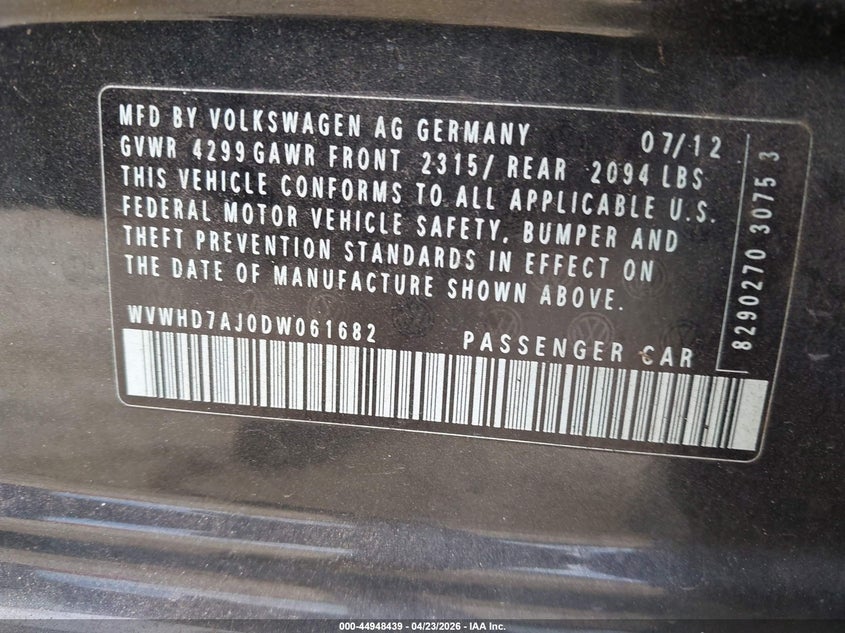 MFD BY VOLKSWAGEN AG GERMANY 07/12
GVWR 4299 GAWR FRONT 2315/ REAR 2094 LBS
THIS VEHICLE CONFORMS TO ALL APPLICABLE U.S.
FEDERAL MOTOR VEHICLE SAFETY, BUMPER AND
THEFT PREVENTION STANDARDS IN EFFECT ON
THE DATE OF MANUFACTURE SHOWN ABOVE.
WVWHD7AJ0DW061682 PASSENGER CAR
8290270 3075 3
000-44948439 - 04/23/2026 - IAA Inc.